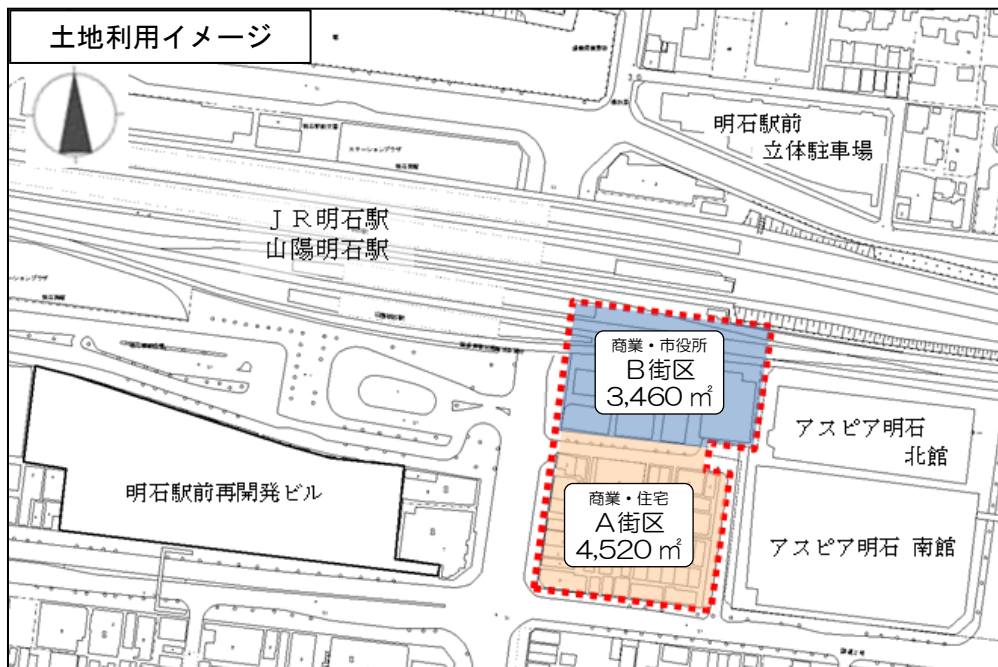 土地利用イメージ
明石駅前
立体駐車場
ＪＲ明石駅
山陽明石駅
商業・市役所
B街区
3,460 ㎡
アスピア明石
北館
明石駅前再開発ビル
商業・住宅
A街区
4,520 ㎡
アスピア明石 南館